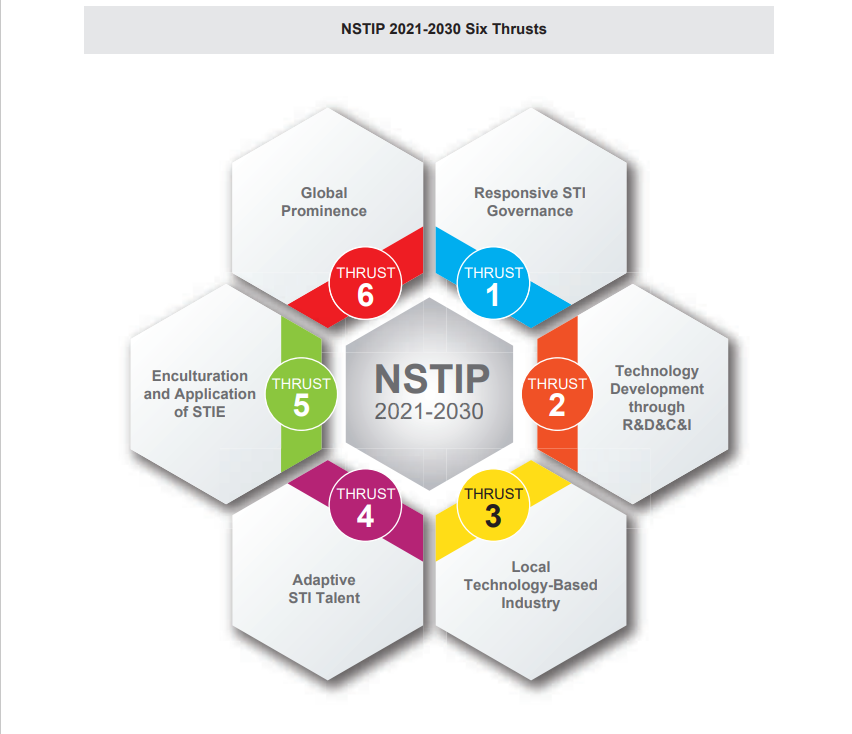 NSTIP 2021-2030 Six Thrusts
Global
Prominence
THRUST
6
Responsive STI
Governance
THRUST
1
Enculturation
and Application
of STIE
THRUST
5
NSTIP
2021-2030
THRUST
2
Technology
Development
through
R&D&C&I
THRUST
4
Adaptive
STI Talent
THRUST
3
Local
Technology-Based
Industry